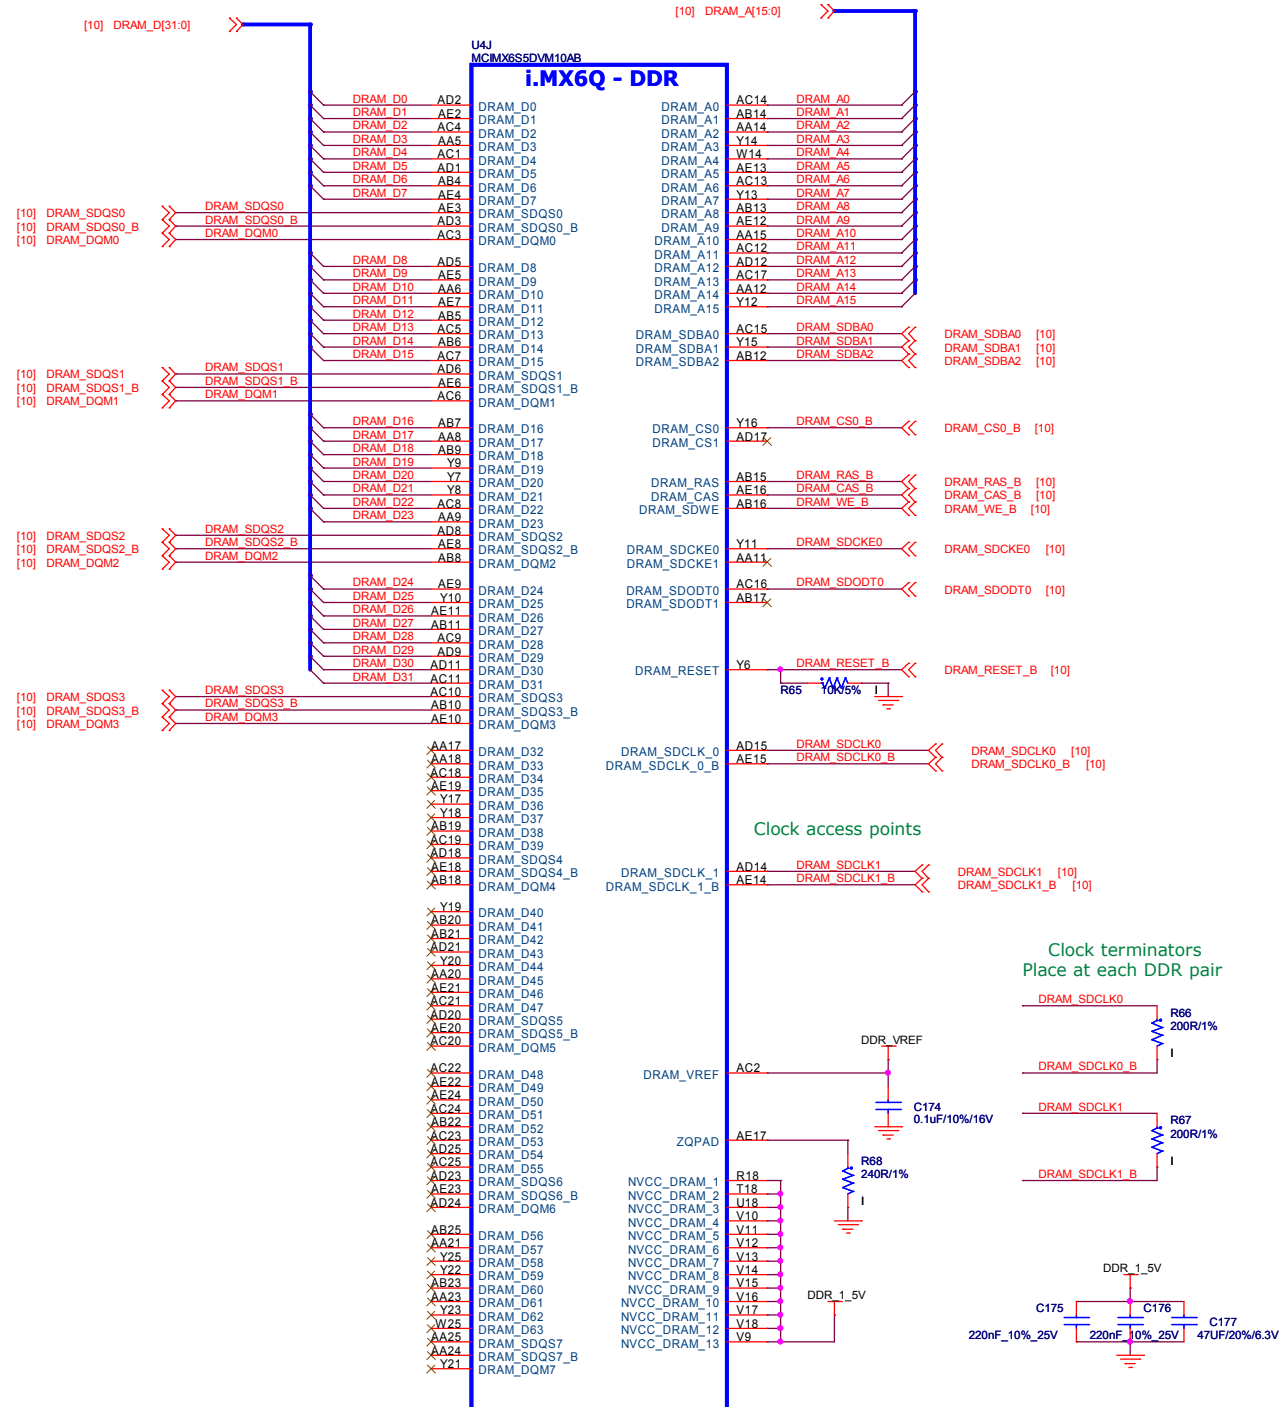 [10] DRAM_D[31:0]
[10] DRAM_A[15:0]
U4J
MCIMX6S5DVM10AB
i.MX6Q - DDR
DRAM_D0 AD2 DRAM_D0
DRAM_D1 AE2 DRAM_D1
DRAM_D2 AC4 DRAM_D2
DRAM_D3 AA5 DRAM_D3
DRAM_D4 AC1 DRAM_D4
DRAM_D5 AD1 DRAM_D5
DRAM_D6 AB4 DRAM_D6
DRAM_D7 AE4 DRAM_D7
[10] DRAM_SDQS0 DRAM_SDQS0 AE3 DRAM_SDQS0
[10] DRAM_SDQS0_B DRAM_SDQS0_B AD3 DRAM_SDQS0_B
[10] DRAM_DQM0 DRAM_DQM0 AC3 DRAM_DQM0
DRAM_D8 AD5 DRAM_D8
DRAM_D9 AE5 DRAM_D9
DRAM_D10 AA6 DRAM_D10
DRAM_D11 AE7 DRAM_D11
DRAM_D12 AB5 DRAM_D12
DRAM_D13 AC5 DRAM_D13
DRAM_D14 AB6 DRAM_D14
DRAM_D15 AC7 DRAM_D15
[10] DRAM_SDQS1 DRAM_SDQS1 AD6 DRAM_SDQS1
[10] DRAM_SDQS1_B DRAM_SDQS1_B AE6 DRAM_SDQS1_B
[10] DRAM_DQM1 DRAM_DQM1 AC6 DRAM_DQM1
DRAM_D16 AB7 DRAM_D16
DRAM_D17 AA8 DRAM_D17
DRAM_D18 AB9 DRAM_D18
DRAM_D19 Y9 DRAM_D19
DRAM_D20 Y7 DRAM_D20
DRAM_D21 Y8 DRAM_D21
DRAM_D22 AC8 DRAM_D22
DRAM_D23 AA9 DRAM_D23
[10] DRAM_SDQS2 DRAM_SDQS2 AD8 DRAM_SDQS2
[10] DRAM_SDQS2_B DRAM_SDQS2_B AE8 DRAM_SDQS2_B
[10] DRAM_DQM2 DRAM_DQM2 AB8 DRAM_DQM2
DRAM_D24 AE9 DRAM_D24
DRAM_D25 Y10 DRAM_D25
DRAM_D26 AE11 DRAM_D26
DRAM_D27 AB11 DRAM_D27
DRAM_D28 AC9 DRAM_D28
DRAM_D29 AD9 DRAM_D29
DRAM_D30 AD11 DRAM_D30
DRAM_D31 AC11 DRAM_D31
[10] DRAM_SDQS3 DRAM_SDQS3 AC10 DRAM_SDQS3
[10] DRAM_SDQS3_B DRAM_SDQS3_B AB10 DRAM_SDQS3_B
[10] DRAM_DQM3 DRAM_DQM3 AE10 DRAM_DQM3
AA17 DRAM_D32
AA18 DRAM_D33
AC18 DRAM_D34
AE19 DRAM_D35
Y17 DRAM_D36
Y18 DRAM_D37
AB19 DRAM_D38
AC19 DRAM_D39
AD18 DRAM_SDQS4
AE18 DRAM_SDQS4_B
AB18 DRAM_DQM4
Y19 DRAM_D40
AB20 DRAM_D41
AB21 DRAM_D42
AD21 DRAM_D43
Y20 DRAM_D44
AA20 DRAM_D45
AE21 DRAM_D46
AC21 DRAM_D47
AD20 DRAM_SDQS5
AE20 DRAM_SDQS5_B
AC20 DRAM_DQM5
AC22 DRAM_D48
AE22 DRAM_D49
AE24 DRAM_D50
AC24 DRAM_D51
AB22 DRAM_D52
AC23 DRAM_D53
AD25 DRAM_D54
AC25 DRAM_D55
AD23 DRAM_SDQS6
AE23 DRAM_SDQS6_B
AD24 DRAM_DQM6
AB25 DRAM_D56
AA21 DRAM_D57
Y25 DRAM_D58
Y22 DRAM_D59
AB23 DRAM_D60
AA23 DRAM_D61
Y23 DRAM_D62
W25 DRAM_D63
AA25 DRAM_SDQS7
AA24 DRAM_SDQS7_B
Y21 DRAM_DQM7
DRAM_A0 AC14 DRAM_A0
DRAM_A1 AB14 DRAM_A1
DRAM_A2 AA14 DRAM_A2
DRAM_A3 Y14 DRAM_A3
DRAM_A4 W14 DRAM_A4
DRAM_A5 AE13 DRAM_A5
DRAM_A6 AC13 DRAM_A6
DRAM_A7 Y13 DRAM_A7
DRAM_A8 AB13 DRAM_A8
DRAM_A9 AE12 DRAM_A9
DRAM_A10 AA15 DRAM_A10
DRAM_A11 AC12 DRAM_A11
DRAM_A12 AD12 DRAM_A12
DRAM_A13 AC17 DRAM_A13
DRAM_A14 AA12 DRAM_A14
DRAM_A15 Y12 DRAM_A15
DRAM_SDBA0 AC15 DRAM_SDBA0 DRAM_SDBA0 [10]
DRAM_SDBA1 Y15 DRAM_SDBA1 DRAM_SDBA1 [10]
DRAM_SDBA2 AB12 DRAM_SDBA2 DRAM_SDBA2 [10]
DRAM_CS0 Y16 DRAM_CS0_B DRAM_CS0_B [10]
DRAM_CS1 AD17
DRAM_RAS AB15 DRAM_RAS_B DRAM_RAS_B [10]
DRAM_CAS AE16 DRAM_CAS_B DRAM_CAS_B [10]
DRAM_SDWE AB16 DRAM_WE_B DRAM_WE_B [10]
DRAM_SDCKE0 Y11 DRAM_SDCKE0 DRAM_SDCKE0 [10]
DRAM_SDCKE1 AA11
DRAM_SDODT0 AC16 DRAM_SDODT0 DRAM_SDODT0 [10]
DRAM_SDODT1 AB17
DRAM_RESET Y6 DRAM_RESET_B DRAM_RESET_B [10]
R65 10K/5% I
DRAM_SDCLK_0 AD15 DRAM_SDCLK0 DRAM_SDCLK0 [10]
DRAM_SDCLK_0_B AE15 DRAM_SDCLK0_B DRAM_SDCLK0_B [10]
Clock access points
DRAM_SDCLK_1 AD14 DRAM_SDCLK1 DRAM_SDCLK1 [10]
DRAM_SDCLK_1_B AE14 DRAM_SDCLK1_B DRAM_SDCLK1_B [10]
Clock terminators
Place at each DDR pair
DRAM_SDCLK0
R66
200R/1%
I
DRAM_SDCLK0_B
DRAM_SDCLK1
R67
200R/1%
I
DRAM_SDCLK1_B
DDR_VREF
DRAM_VREF AC2
C174
0.1uF/10%/16V
ZQPAD AE17
R68
240R/1%
I
NVCC_DRAM_1 R18
NVCC_DRAM_2 T18
NVCC_DRAM_3 U18
NVCC_DRAM_4 V10
NVCC_DRAM_5 V11
NVCC_DRAM_6 V12
NVCC_DRAM_7 V13
NVCC_DRAM_8 V14
NVCC_DRAM_9 V15
NVCC_DRAM_10 V16
NVCC_DRAM_11 V17
NVCC_DRAM_12 V18
NVCC_DRAM_13 V9
DDR_1_5V
DDR_1_5V
C175 C176 C177
220nF_10%_25V 220nF_10%_25V 47UF/20%/6.3V